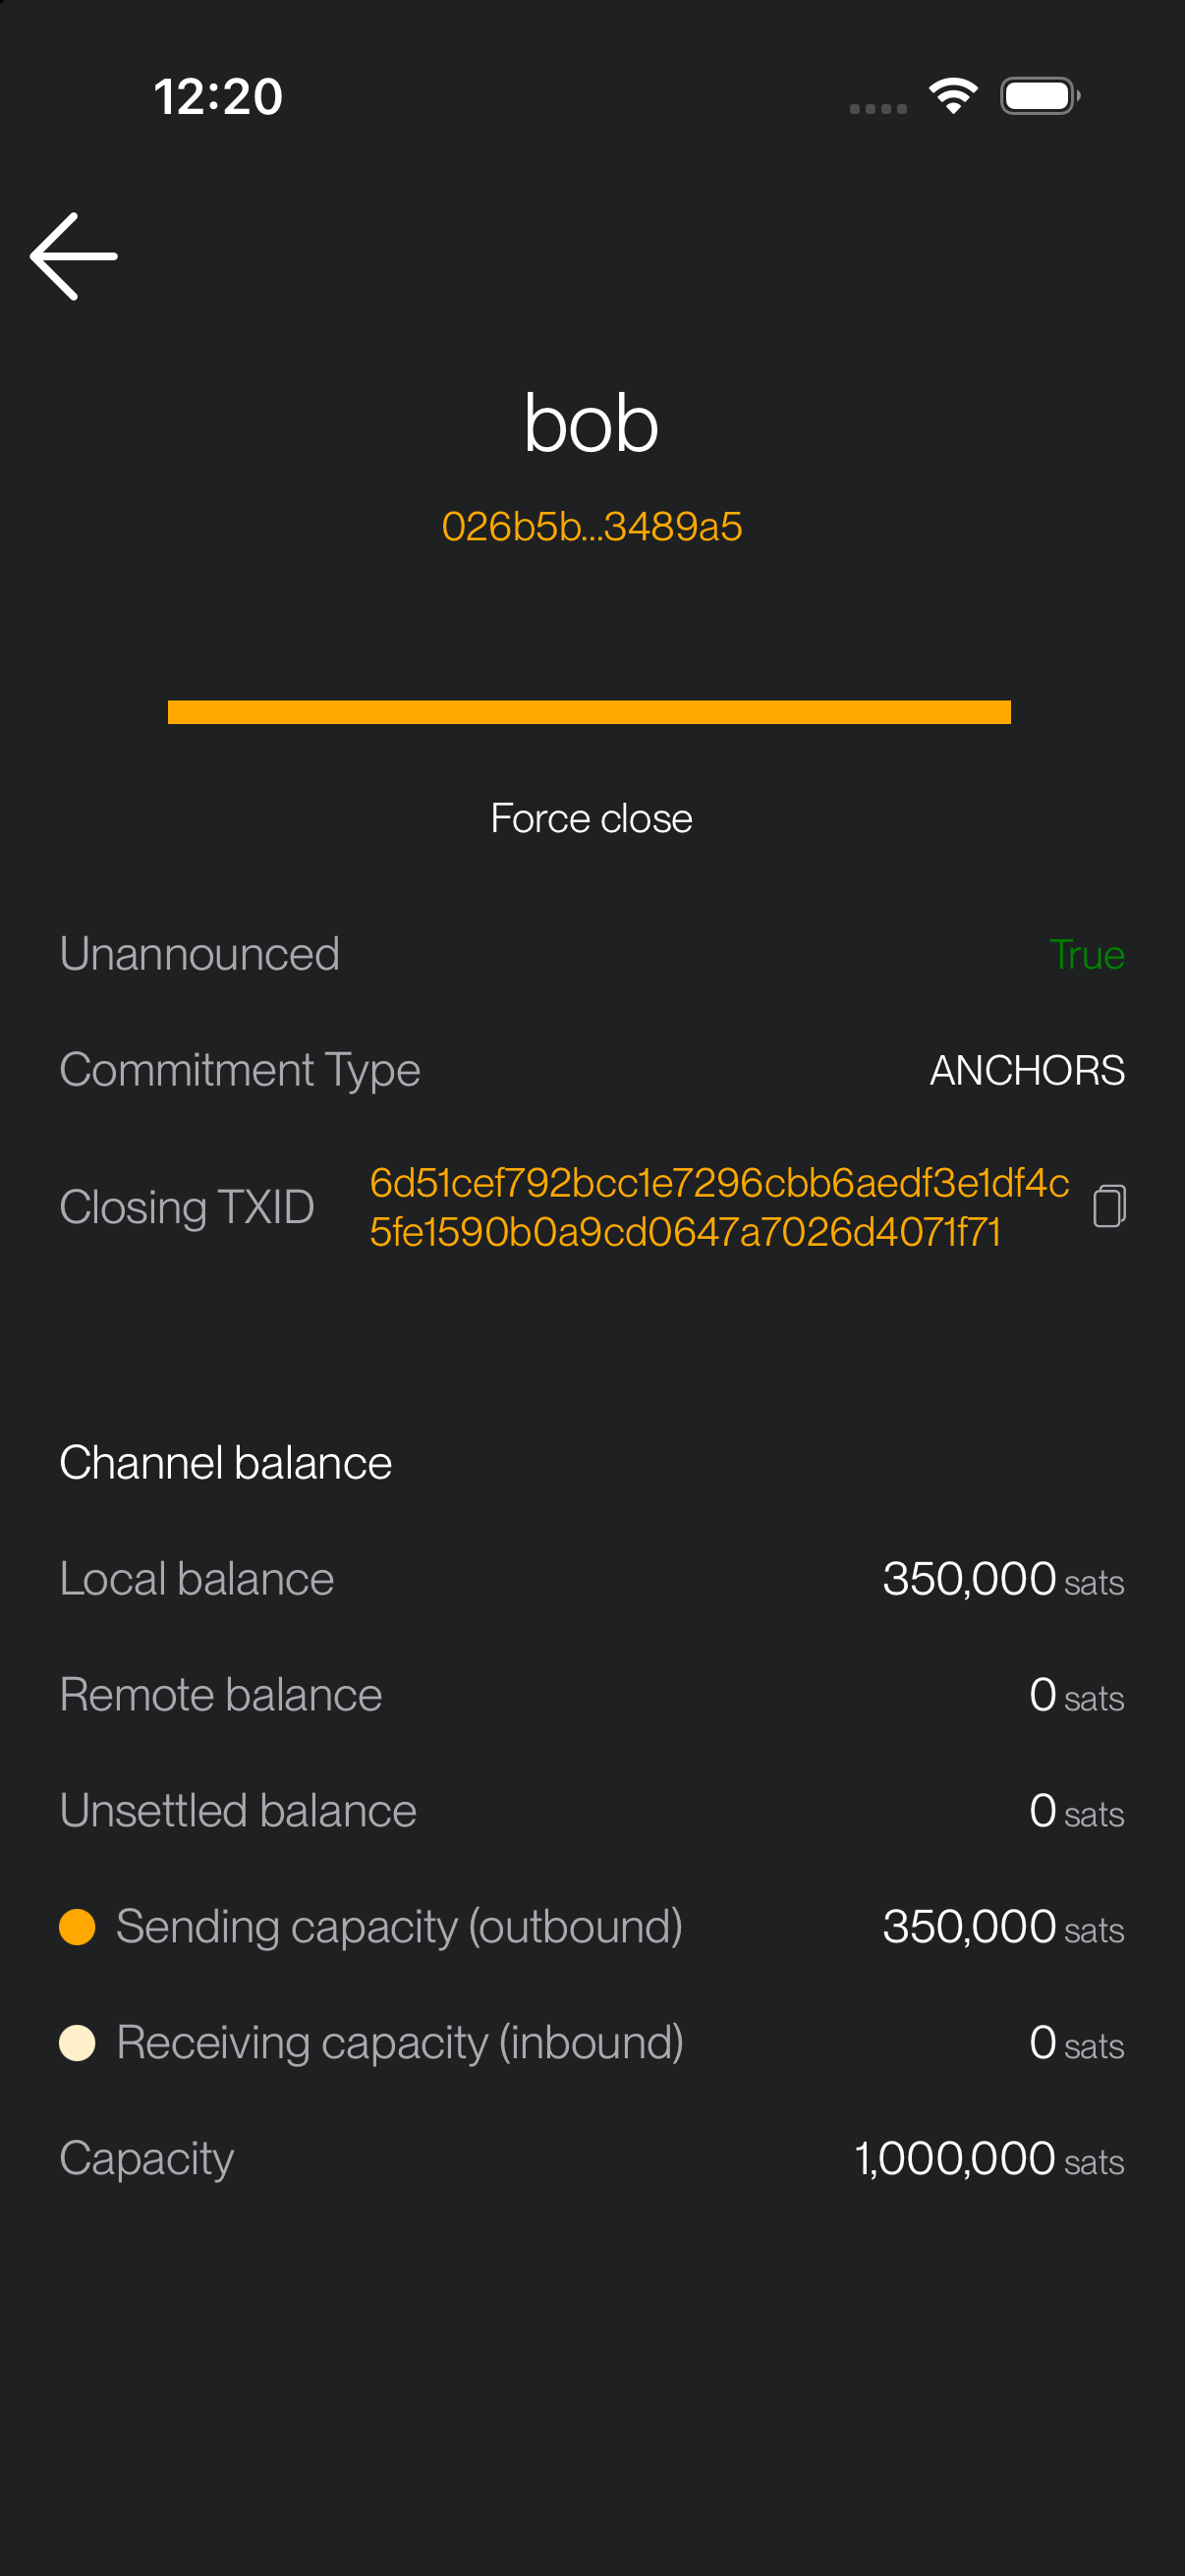 12:20
bob
026b5b...3489a5
Force close
Unannounced True
Commitment Type ANCHORS
Closing TXID 6d51cef792bcc1e7296cbb6aedf3e1df4c
5fe1590b0a9cd0647a7026d4071f71
Channel balance
Local balance 350,000 sats
Remote balance 0 sats
Unsettled balance 0 sats
Sending capacity (outbound) 350,000 sats
Receiving capacity (inbound) 0 sats
Capacity 1,000,000 sats